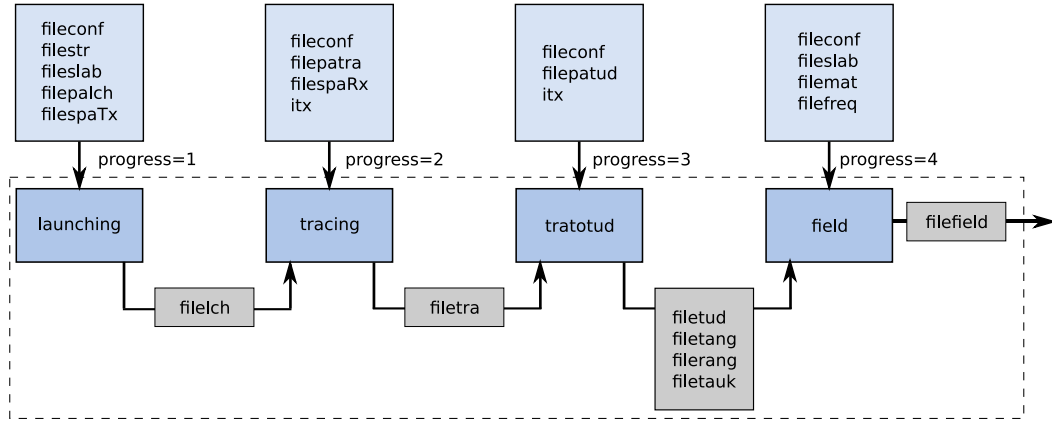 fileconf
filestr
fileslab
filepalch
filespaTx
fileconf
filepatra
filespaRx
itx
fileconf
filepatud
itx
fileconf
fileslab
filemat
filefreq
progress=1
progress=2
progress=3
progress=4
launching
tracing
tratotud
field
filefield
filelch
filetra
filetud
filetang
filerang
filetauk